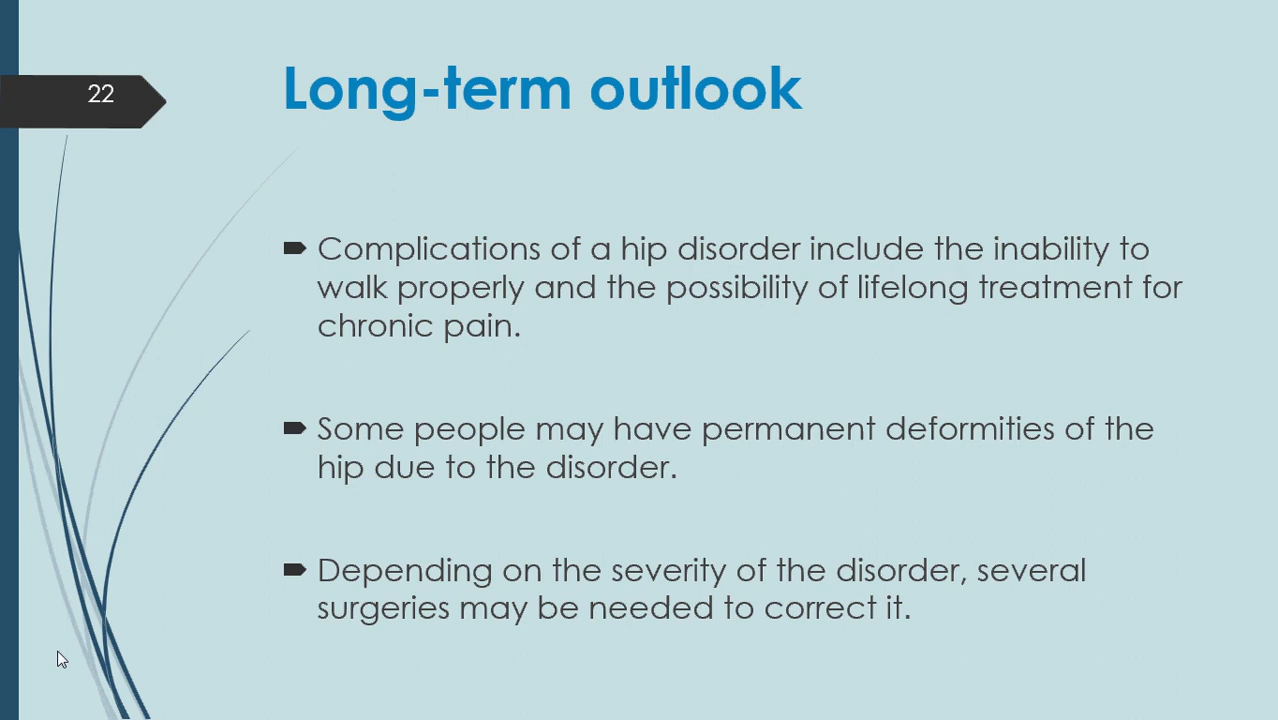 22
Long-term outlook
Complications of a hip disorder include the inability to
walk properly and the possibility of lifelong treatment for
chronic pain.
Some people may have permanent deformities of the
hip due to the disorder.
Depending on the severity of the disorder, several
surgeries may be needed to correct it.